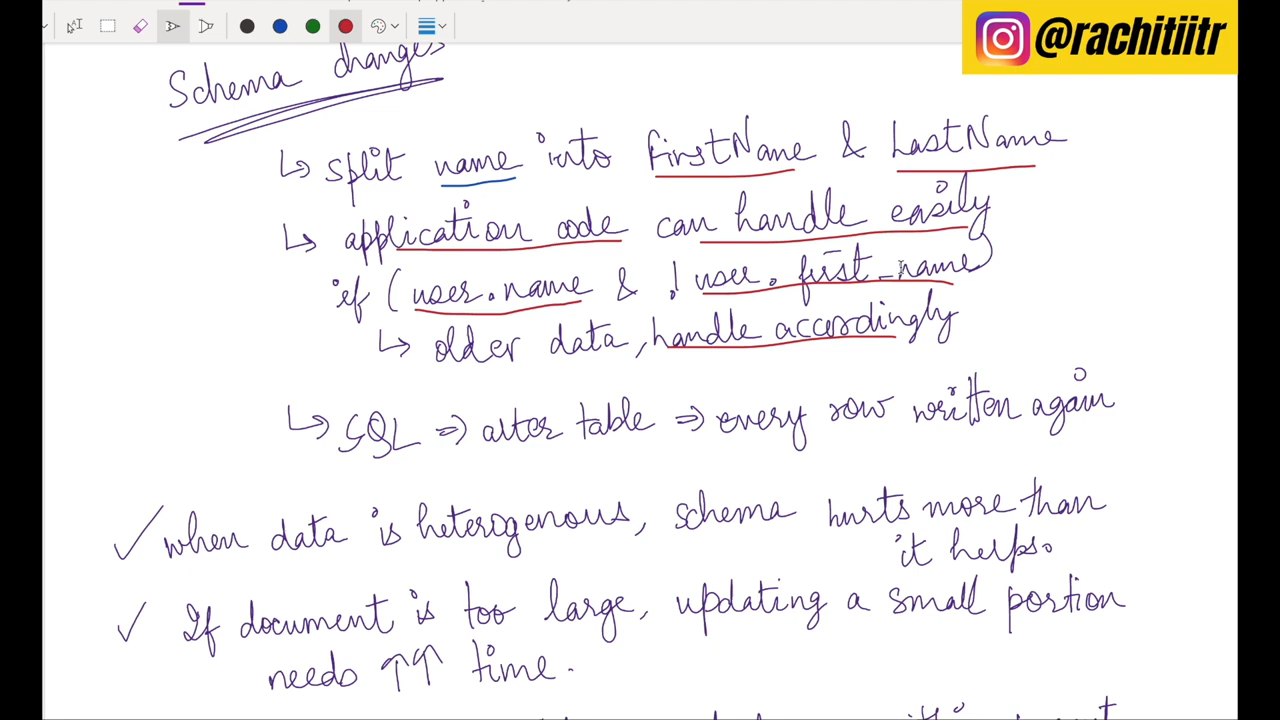 @rachitiitr
Schema changes
↳ split name into FirstName & LastName
↳ application code can handle easily
if (user.name & !user.first_name)
↳ older data, handle accordingly
↳ SQL => alter table => every row written again
✓ when data is heterogenous, schema hurts more than
it helps.
✓ If document is too large, updating a small portion
needs ↑↑ time.